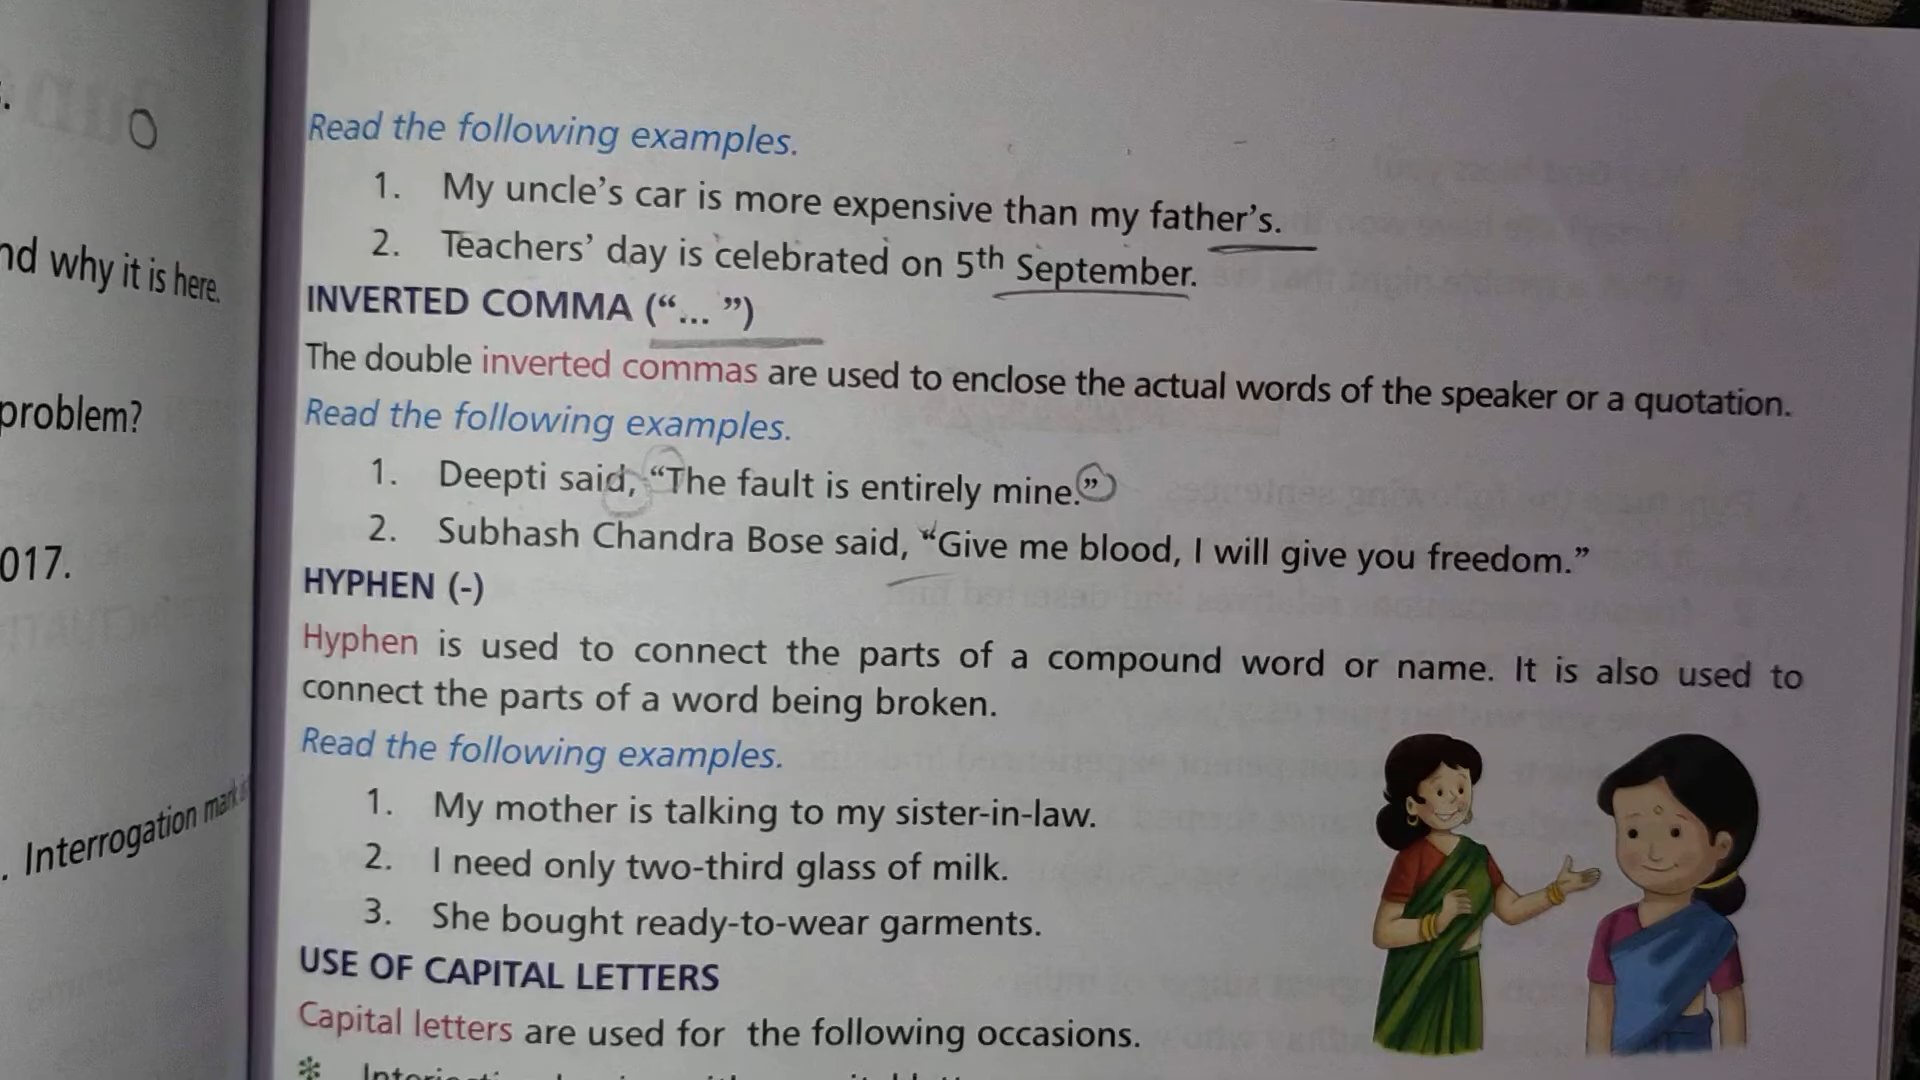 nd why it is here.
problem?
017.
. Interrogation mark
Read the following examples.
1. My uncle’s car is more expensive than my father’s.
2. Teachers’ day is celebrated on 5th September.
INVERTED COMMA (“... ”)
The double inverted commas are used to enclose the actual words of the speaker or a quotation.
Read the following examples.
1. Deepti said, “The fault is entirely mine.”
2. Subhash Chandra Bose said, “Give me blood, I will give you freedom.”
HYPHEN (-)
Hyphen is used to connect the parts of a compound word or name. It is also used to
connect the parts of a word being broken.
Read the following examples.
1. My mother is talking to my sister-in-law.
2. I need only two-third glass of milk.
3. She bought ready-to-wear garments.
USE OF CAPITAL LETTERS
Capital letters are used for the following occasions.